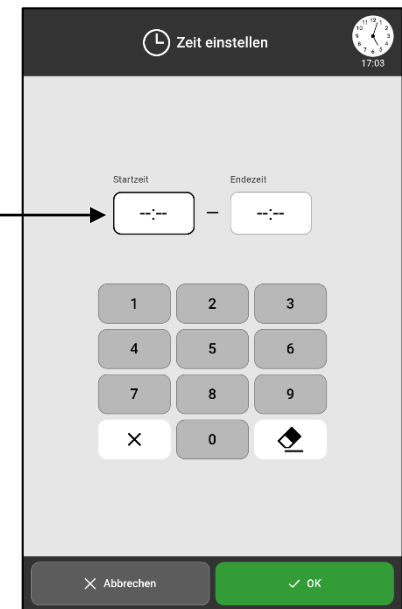 Zeit einstellen
17:03
Startzeit Endezeit
--:-- – --:--
1 2 3
4 5 6
7 8 9
× 0
× Abbrechen ✓ OK